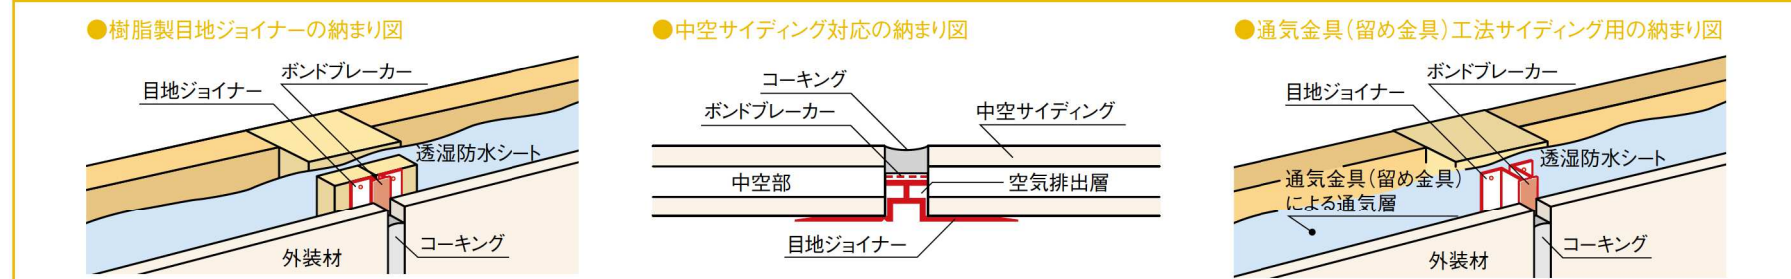 ●樹脂製目地ジョイナーの納まり図
ボンドブレーカー
目地ジョイナー
透湿防水シート
外装材
コーキング
●中空サイディング対応の納まり図
コーキング
ボンドブレーカー
中空サイディング
中空部
空気排出層
目地ジョイナー
●通気金具(留め金具)工法サイディング用の納まり図
ボンドブレーカー
目地ジョイナー
透湿防水シート
通気金具(留め金具)
による通気層
コーキング
外装材